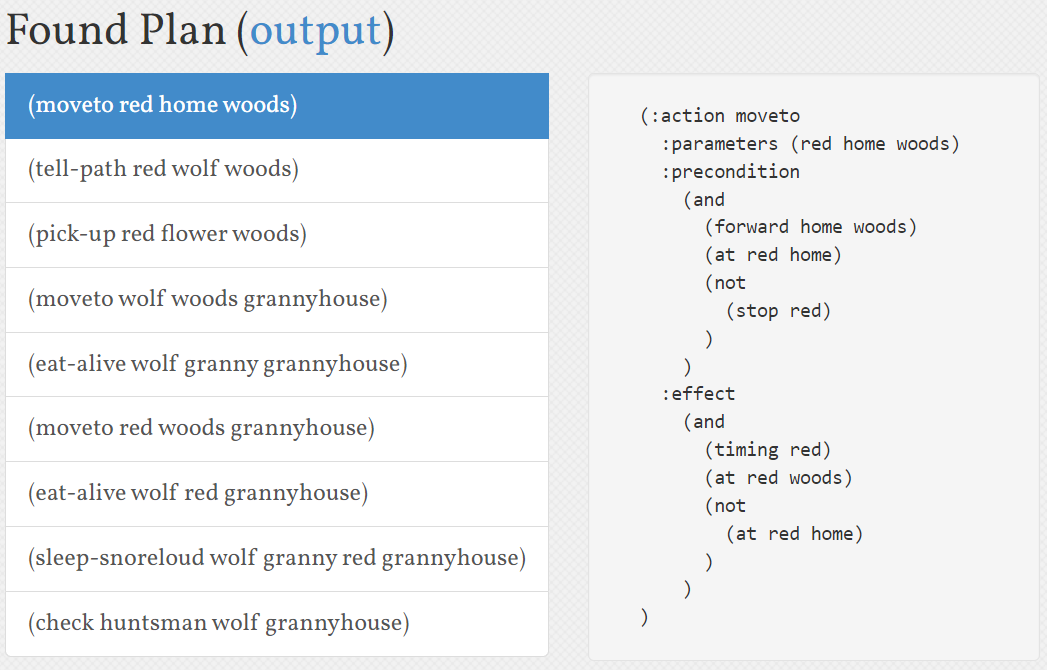 Found Plan (output)
(moveto red home woods)
(tell-path red wolf woods)
(pick-up red flower woods)
(moveto wolf woods grannyhouse)
(eat-alive wolf granny grannyhouse)
(moveto red woods grannyhouse)
(eat-alive wolf red grannyhouse)
(sleep-snoreloud wolf granny red grannyhouse)
(check huntsman wolf grannyhouse)
(:action moveto
:parameters (red home woods)
:precondition
(and
(forward home woods)
(at red home)
(not
(stop red)
)
)
:effect
(and
(timing red)
(at red woods)
(not
(at red home)
)
)
)